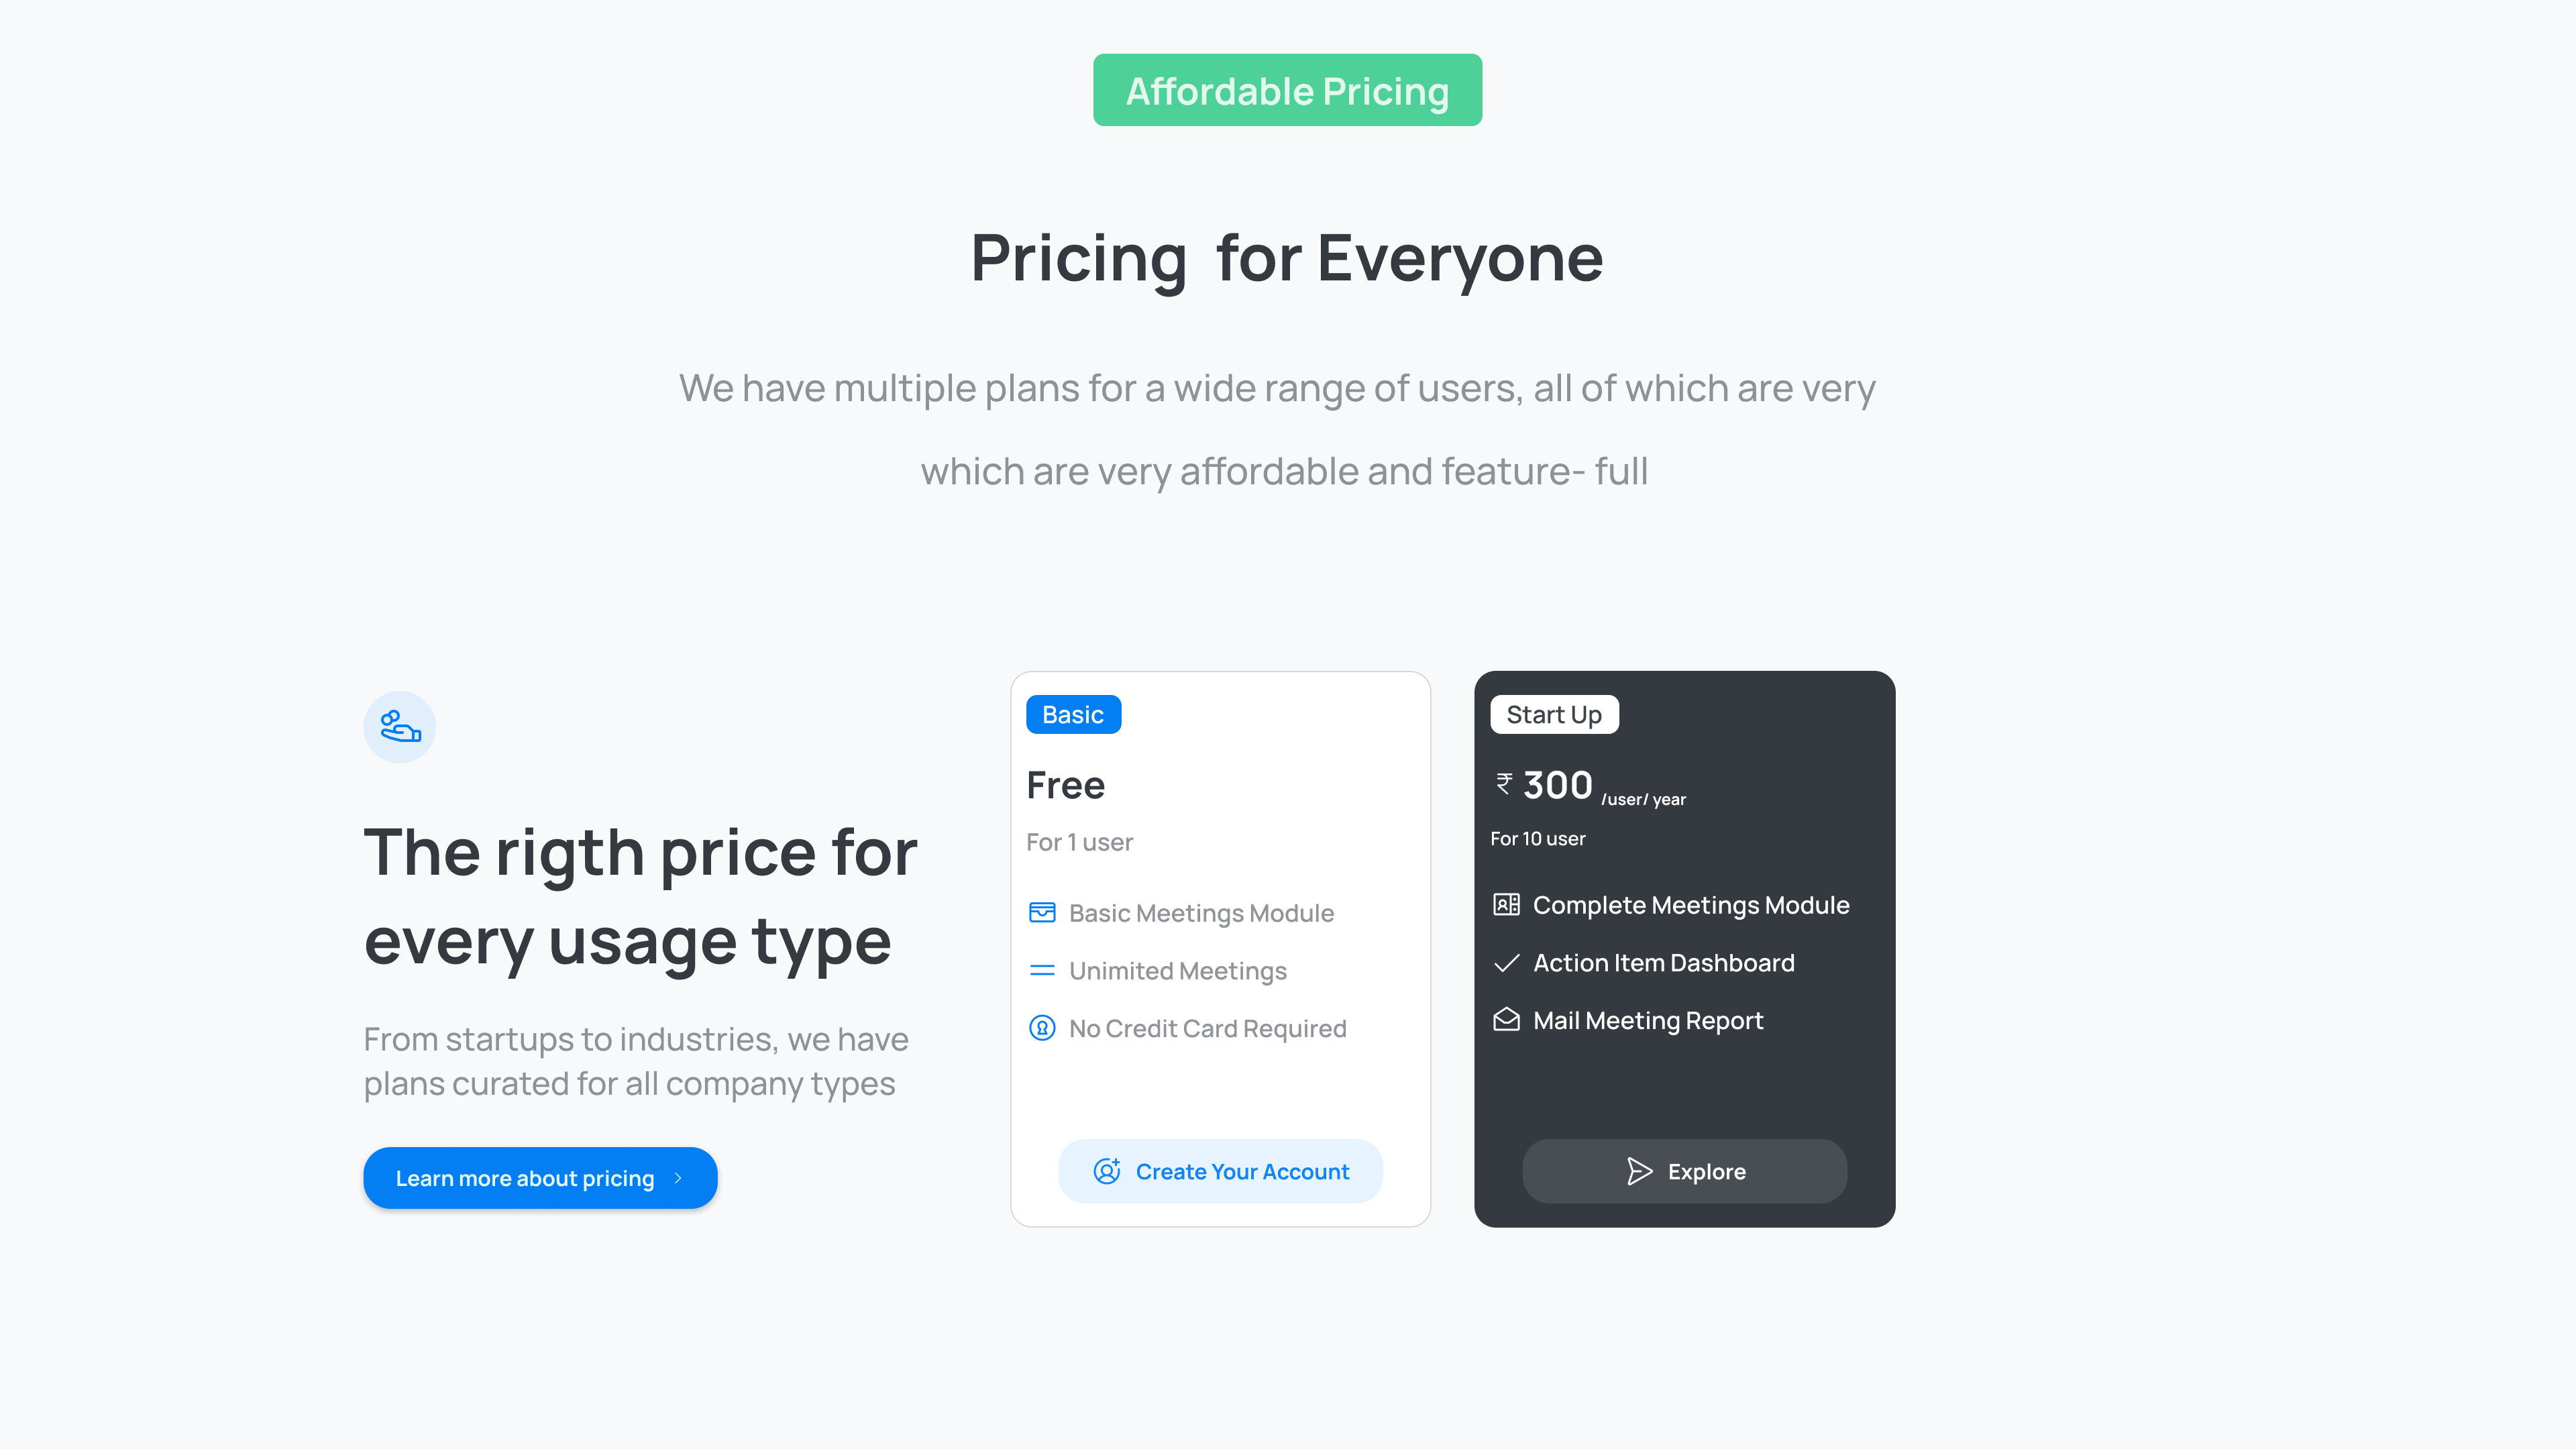 Affordable Pricing
Pricing  for Everyone
We have multiple plans for a wide range of users, all of which are very
which are very affordable and feature- full
The rigth price for
every usage type
From startups to industries, we have
plans curated for all company types
Learn more about pricing
Basic
Free
For 1 user
Basic Meetings Module
Unimited Meetings
No Credit Card Required
Create Your Account
Start Up
₹ 300 /user/ year
For 10 user
Complete Meetings Module
Action Item Dashboard
Mail Meeting Report
Explore